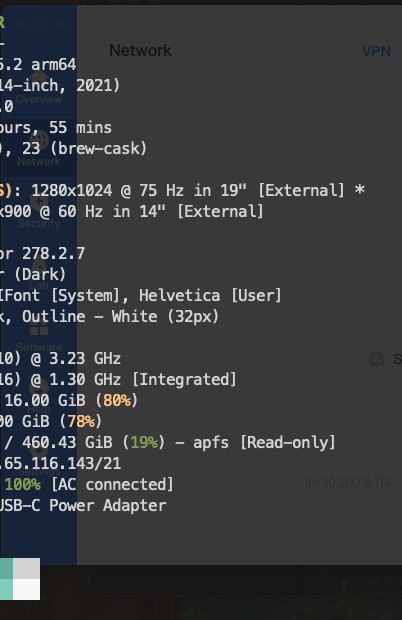 R
—
5.2 arm64
14-inch, 2021)
.0
ours, 55 mins
), 23 (brew-cask)
S): 1280x1024 @ 75 Hz in 19" [External] *
x900 @ 60 Hz in 14" [External]
or 278.2.7
r (Dark)
IFont [System], Helvetica [User]
k, Outline - White (32px)
10) @ 3.23 GHz
16) @ 1.30 GHz [Integrated]
16.00 GiB (80%)
00 GiB (78%)
/ 460.43 GiB (19%) - apfs [Read-only]
.65.116.143/21
100% [AC connected]
USB-C Power Adapter
Network
VPN
Overview
Network
Security
Lab
Software
Help
Settings
S
IP: 10.200.9.114